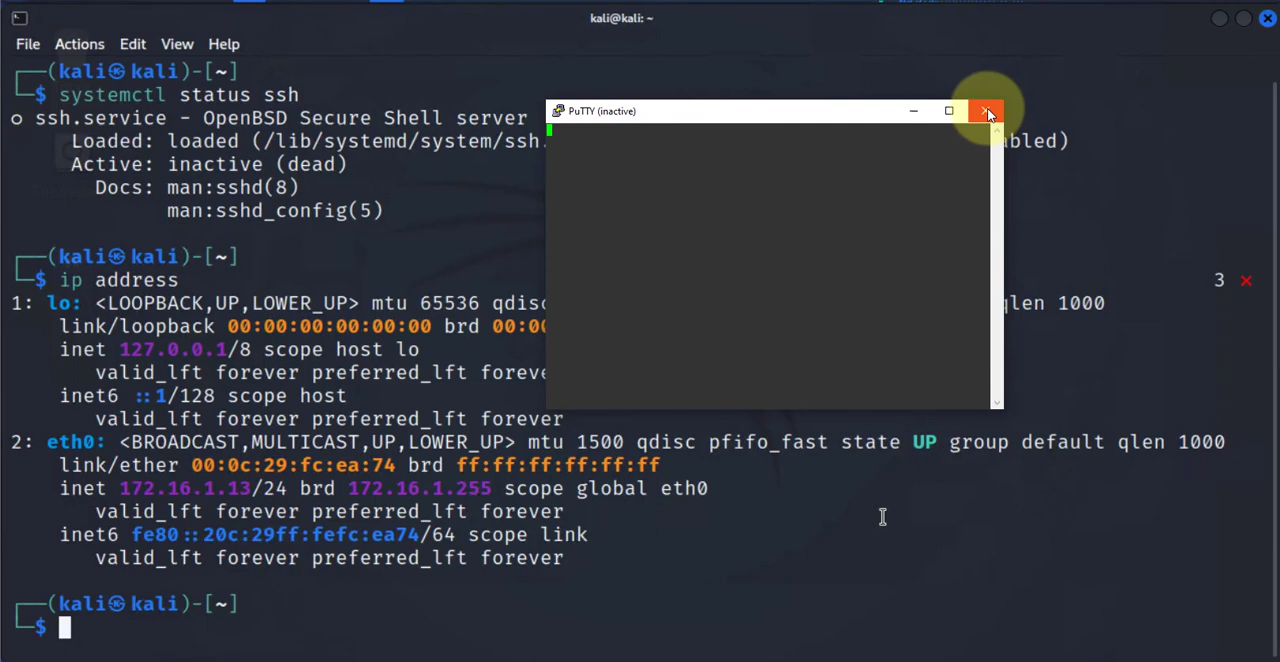 kali@kali: ~
File Actions Edit View Help
┌──(kali㉿kali)-[~]
└─$ systemctl status ssh
○ ssh.service - OpenBSD Secure Shell server
Loaded: loaded (/lib/systemd/system/ssh. abled)
Active: inactive (dead)
Docs: man:sshd(8)
man:sshd_config(5)
PuTTY (inactive)
┌──(kali㉿kali)-[~]
└─$ ip address
3 ✕
1: lo: <LOOPBACK,UP,LOWER_UP> mtu 65536 qdisc qlen 1000
link/loopback 00:00:00:00:00:00 brd 00:00
inet 127.0.0.1/8 scope host lo
valid_lft forever preferred_lft foreve
inet6 ::1/128 scope host
valid_lft forever preferred_lft forever
2: eth0: <BROADCAST,MULTICAST,UP,LOWER_UP> mtu 1500 qdisc pfifo_fast state UP group default qlen 1000
link/ether 00:0c:29:fc:ea:74 brd ff:ff:ff:ff:ff:ff
inet 172.16.1.13/24 brd 172.16.1.255 scope global eth0
valid_lft forever preferred_lft forever
inet6 fe80::20c:29ff:fefc:ea74/64 scope link
valid_lft forever preferred_lft forever
┌──(kali㉿kali)-[~]
└─$